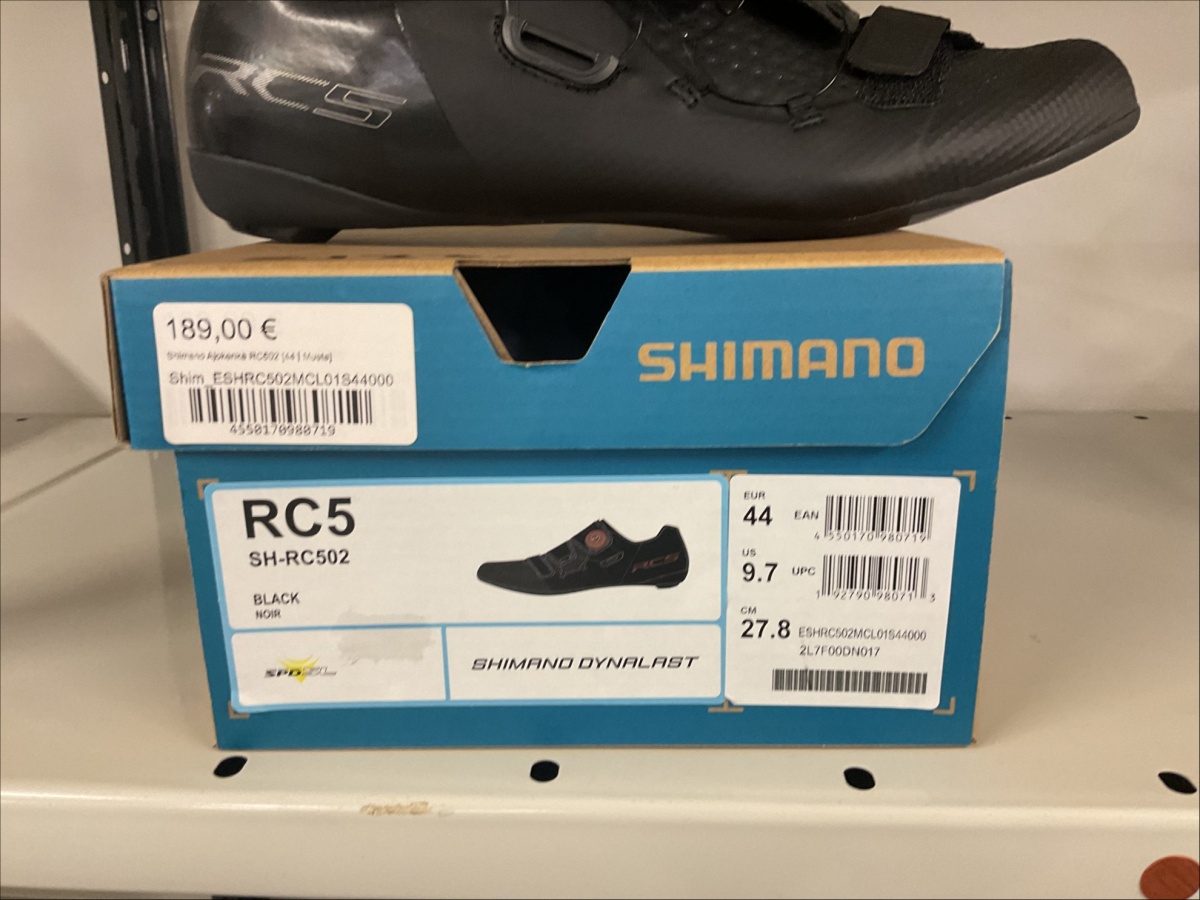 RC5
189,00 €
Shimano Ajokenkä RC502 [44 | Musta]
Shim_ESHRC502MCL01S44000
4550170980719
SHIMANO
RC5
SH-RC502
BLACK
NOIR
RC5
SPD-SL
SHIMANO DYNALAST
EUR
44
EAN
4 550170 980719
US
9.7
UPC
1 92790 98071 3
CM
27.8
ESHRC502MCL01S44000
2L7F00DN017